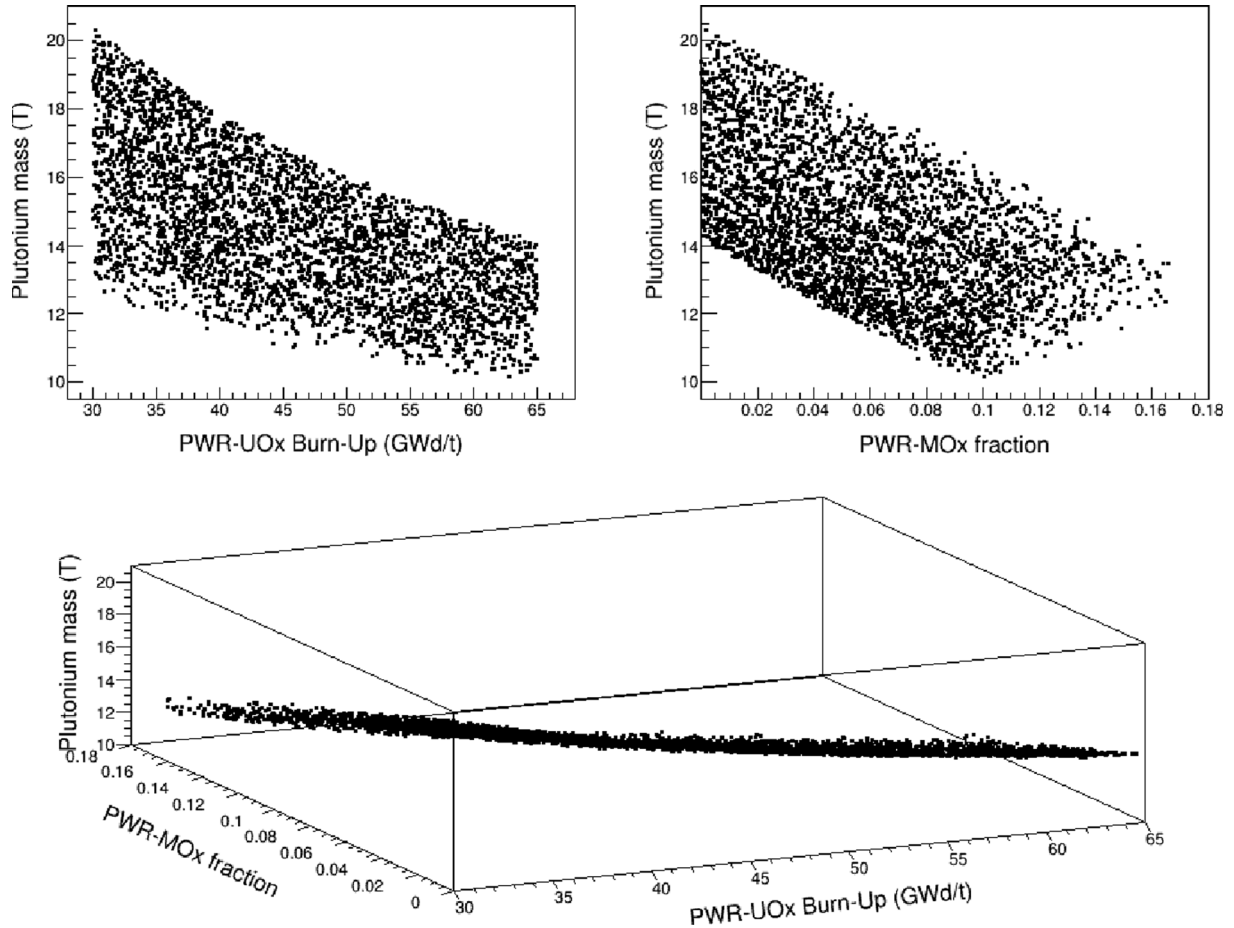 Plutonium mass (T)
20
18
16
14
12
10
30 35 40 45 50 55 60 65
PWR-UOx Burn-Up (GWd/t)
Plutonium mass (T)
20
18
16
14
12
10
0.02 0.04 0.06 0.08 0.1 0.12 0.14 0.16 0.18
PWR-MOx fraction
Plutonium mass (T)
20
18
16
14
12
10
0.18 0.16 0.14 0.12 0.1 0.08 0.06 0.04 0.02 0
PWR-MOx fraction
30 35 40 45 50 55 60 65
PWR-UOx Burn-Up (GWd/t)